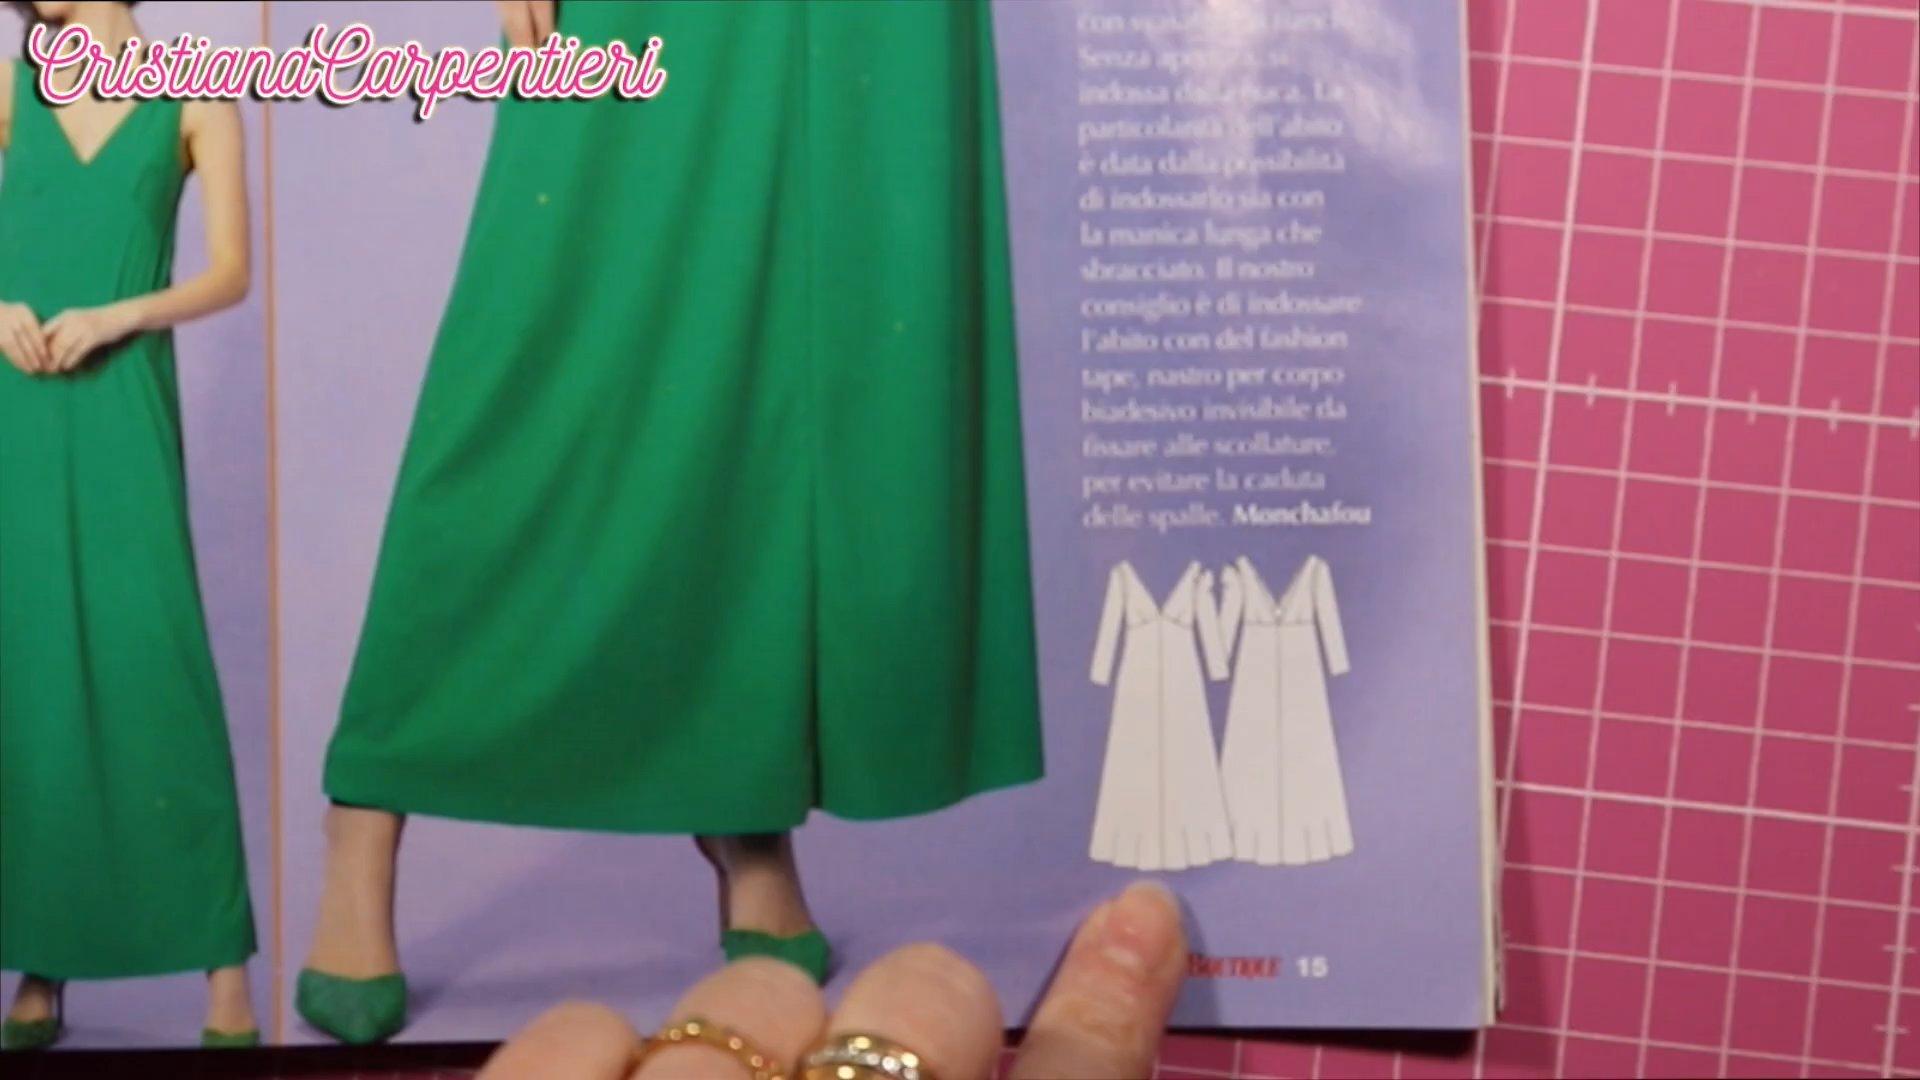 CristianaCarpentieri
Senza
indossa dalla
particolarità dell'abito
è data dalla possibilità
di indossarlo sia con
la manica lunga che
sbracciato. Il nostro
consiglio è di indossare
l'abito con del fashion
tape, nastro per corpo
biadesivo invisibile da
fissare alle scollature,
per evitare la caduta
delle spalle. Monchafou
BOUTIQUE 15